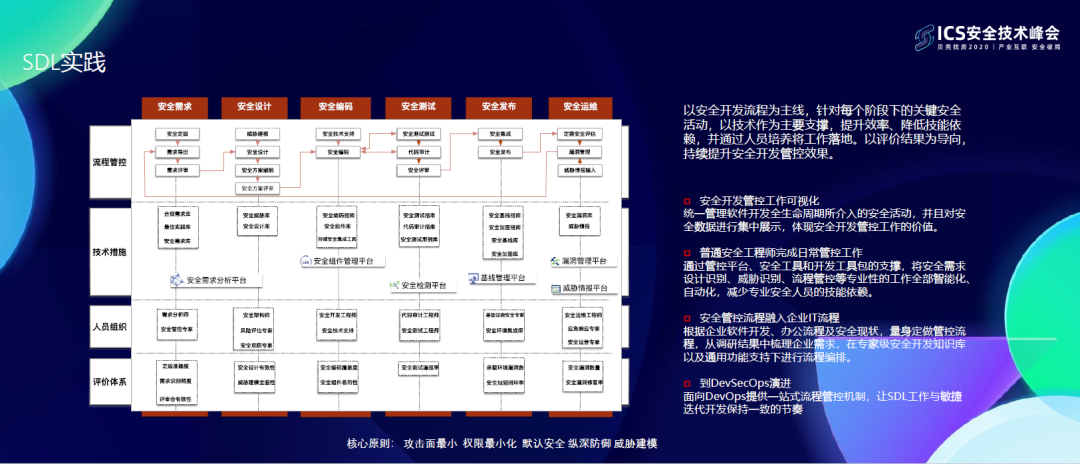 ICS安全技术峰会
贝壳找房2020｜产业互联 安全破局
SDL实践
安全需求 安全设计 安全编码 安全测试 安全发布 安全运维
流程管控
安全定级 威胁建模 安全技术支持 安全测试测试 安全集成 定期安全评估
需求导出 安全设计 安全编码 代码审计 安全发布 漏洞管理
需求评审 安全方案编制 安全评审 威胁情报输入
安全方案评审
技术措施
合规需求库 安全威胁库 安全编码指南 安全测试指南 安全基线指南 安全漏洞库
最佳实践库 安全设计库 安全组件库 代码审计指南 安全加固指南 威胁情报
安全需求库 持续安全集成工具 安全测试用例库 安全基线库
安全加固库
安全组件管理平台 漏洞管理平台
安全需求分析平台 安全检测平台 基线管理平台
威胁情报平台
人员组织
需求分析师 安全架构师 安全开发工程师 代码审计工程师 基础设施安全专家 安全运维工程师
安全管控专家 风险评估专家 安全技术支持 安全测试工程师 安全环境集成师 应急响应专家
安全攻防专家 安全运营专家
评价体系
定级准确度 安全设计有效性 安全编码覆盖度 安全测试漏报率 承载环境漏洞数 安全漏洞数量
需求识别精度 威胁建模全面性 安全组件易用性 安全加固闭环率 安全漏洞修复率
评审会有效性
核心原则： 攻击面最小 权限最小化 默认安全 纵深防御 威胁建模
以安全开发流程为主线，针对每个阶段下的关键安全
活动，以技术作为主要支撑，提升效率、降低技能依
赖，并通过人员培养将工作落地。以评价结果为导向，
持续提升安全开发管控效果。
安全开发管控工作可视化
统一管理软件开发全生命周期所介入的安全活动，并且对安
全数据进行集中展示，体现安全开发管控工作的价值。
普通安全工程师完成日常管控工作
通过管控平台、安全工具和开发工具包的支撑，将安全需求
设计识别、威胁识别、流程管控等专业性的工作全部智能化、
自动化，减少专业安全人员的技能依赖。
安全管控流程融入企业IT流程
根据企业软件开发、办公流程及安全现状，量身定做管控流
程，从调研结果中梳理企业需求，在专家级安全开发知识库
以及通用功能支持下进行流程编排。
到DevSecOps演进
面向DevOps提供一站式流程管控机制，让SDL工作与敏捷
迭代开发保持一致的节奏